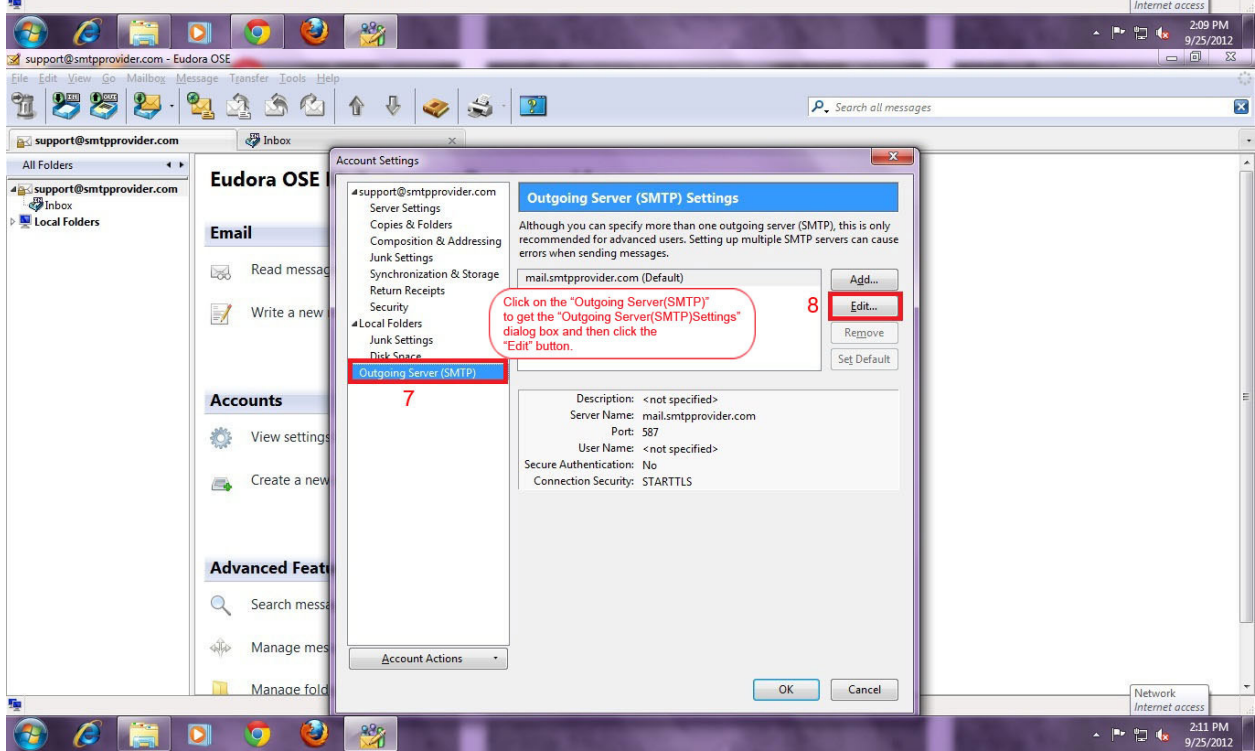 Internet access
2:09 PM
9/25/2012
support@smtpprovider.com - Eudora OSE
File Edit View Go Mailbox Message Transfer Tools Help
Search all messages
support@smtpprovider.com
Inbox
All Folders
support@smtpprovider.com
Inbox
Local Folders
Eudora OSE
Email
Read messag
Write a new
Accounts
View settings
Create a new
Advanced Featu
Search messa
Manage mes
Manage fold
Account Settings
support@smtpprovider.com
Server Settings
Copies & Folders
Composition & Addressing
Junk Settings
Synchronization & Storage
Return Receipts
Security
Local Folders
Junk Settings
Disk Space
Outgoing Server (SMTP)
7
Account Actions
Outgoing Server (SMTP) Settings
Although you can specify more than one outgoing server (SMTP), this is only
recommended for advanced users. Setting up multiple SMTP servers can cause
errors when sending messages.
mail.smtpprovider.com (Default)
Click on the “Outgoing Server(SMTP)”
to get the “Outgoing Server(SMTP)Settings”
dialog box and then click the
“Edit” button.
Add...
8
Edit...
Remove
Set Default
Description: <not specified>
Server Name: mail.smtpprovider.com
Port: 587
User Name: <not specified>
Secure Authentication: No
Connection Security: STARTTLS
OK
Cancel
Network
Internet access
2:11 PM
9/25/2012